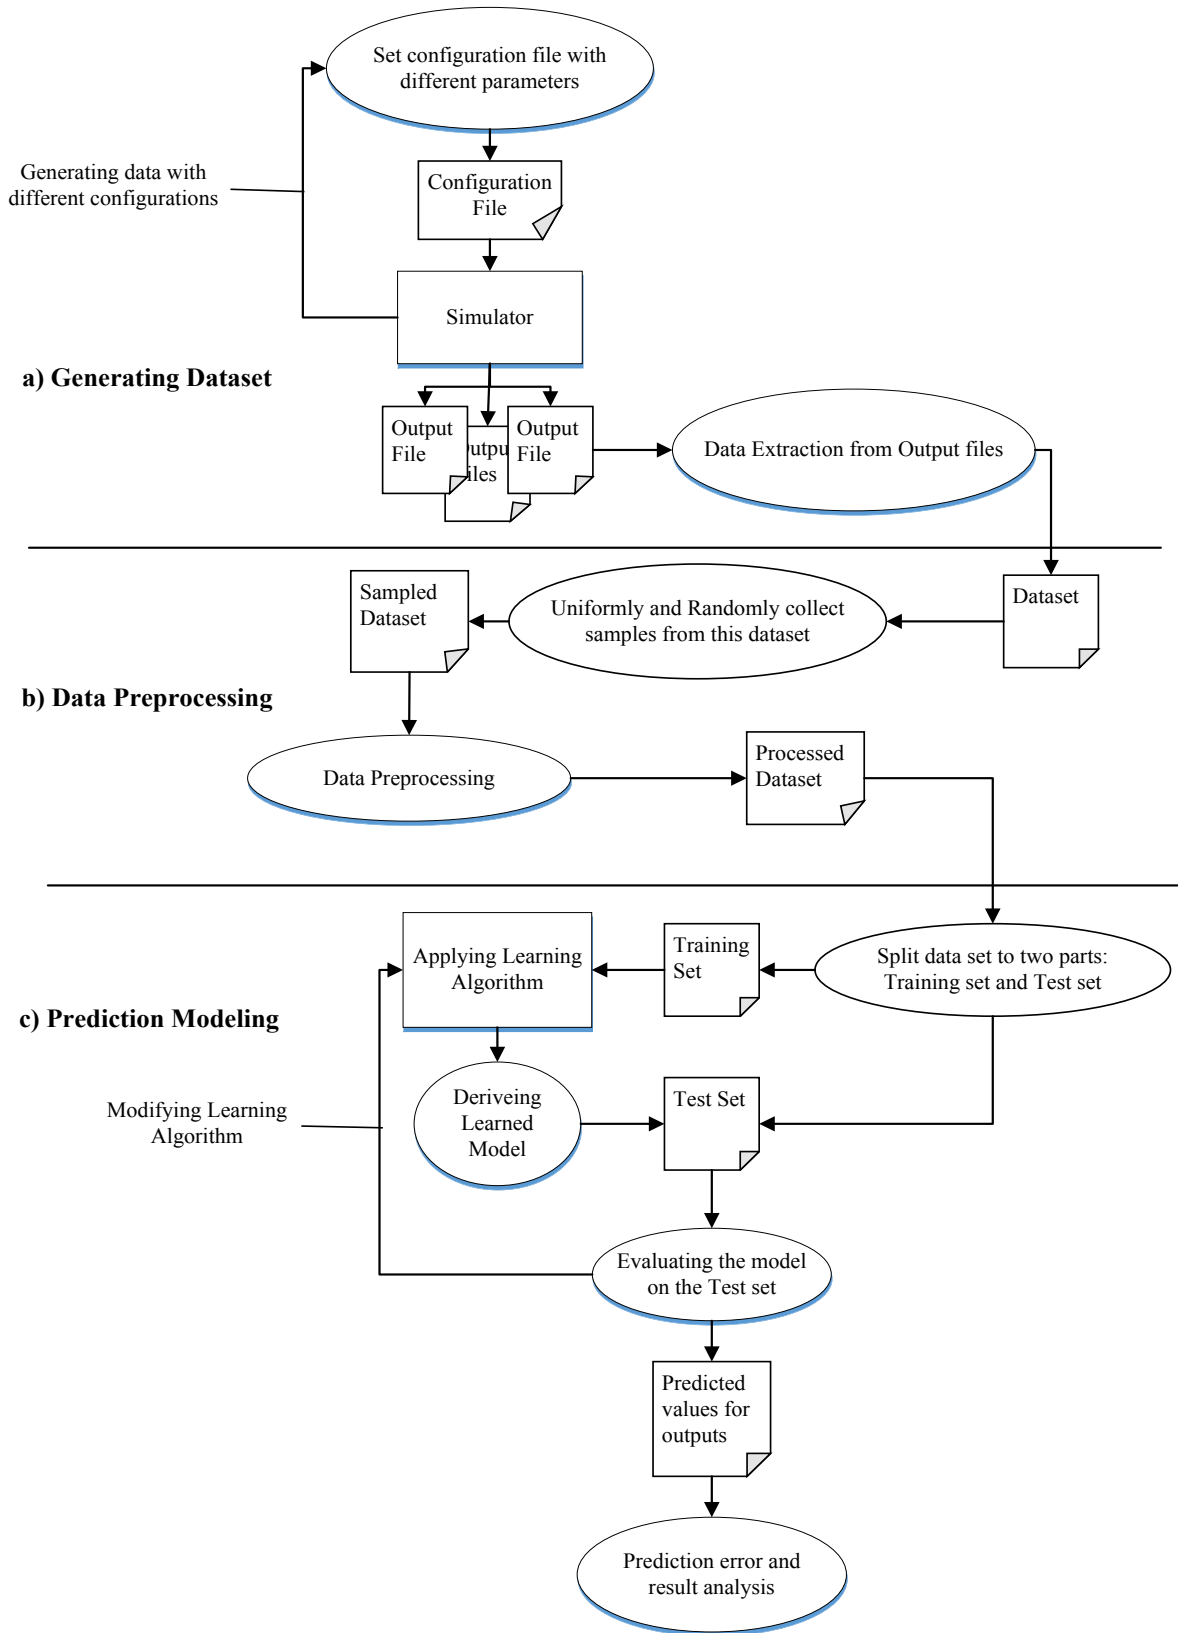 Set configuration file with
different parameters
Generating data with
different configurations
Configuration
File
Simulator
a) Generating Dataset
Output
File
Outpu
iles
Output
File
Data Extraction from Output files
Sampled
Dataset
Uniformly and Randomly collect
samples from this dataset
Dataset
b) Data Preprocessing
Data Preprocessing
Processed
Dataset
Applying Learning
Algorithm
Training
Set
Split data set to two parts:
Training set and Test set
c) Prediction Modeling
Modifying Learning
Algorithm
Deriveing
Learned
Model
Test Set
Evaluating the model
on the Test set
Predicted
values for
outputs
Prediction error and
result analysis